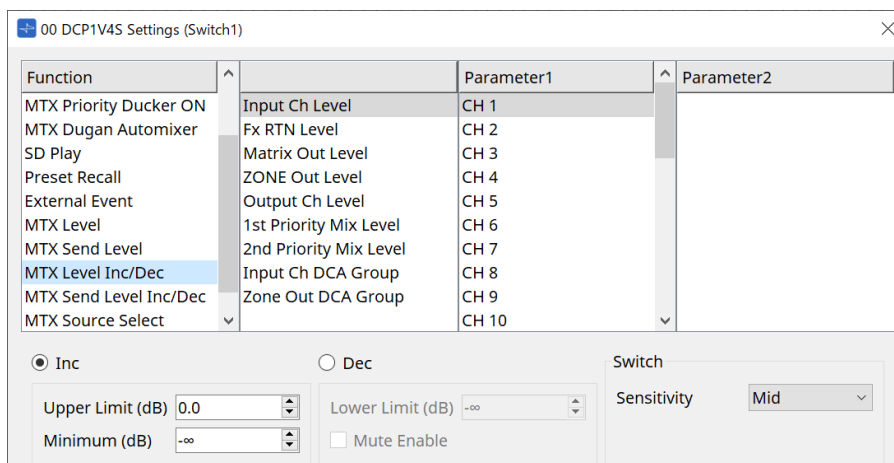 00 DCP1V4S Settings (Switch1)
Function Parameter1 Parameter2
MTX Priority Ducker ON Input Ch Level CH 1
MTX Dugan Automixer Fx RTN Level CH 2
SD Play Matrix Out Level CH 3
Preset Recall ZONE Out Level CH 4
External Event Output Ch Level CH 5
MTX Level 1st Priority Mix Level CH 6
MTX Send Level 2nd Priority Mix Level CH 7
MTX Level Inc/Dec Input Ch DCA Group CH 8
MTX Send Level Inc/Dec Zone Out DCA Group CH 9
MTX Source Select CH 10
Inc Dec Switch
Upper Limit (dB) 0.0 Lower Limit (dB) -∞ Sensitivity Mid
Minimum (dB) -∞ Mute Enable